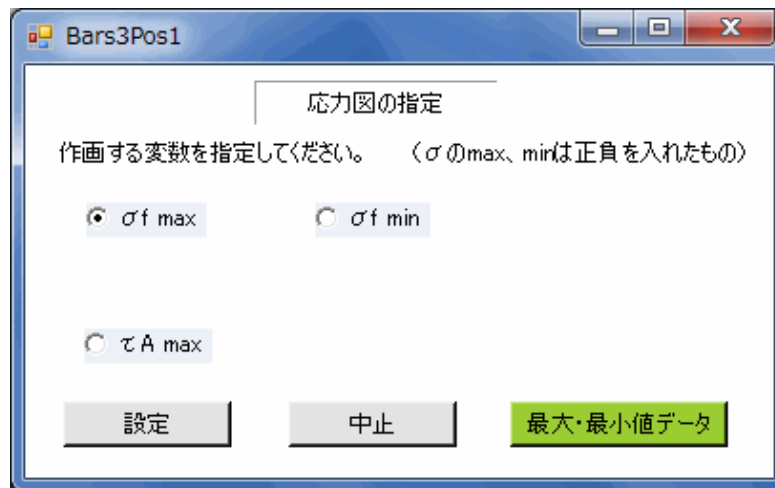 Bars3Pos1
応力図の指定
作画する変数を指定してください。 （σのmax、minは正負を入れたもの）
σf max σf min
τA max
設定 中止 最大・最小値データ